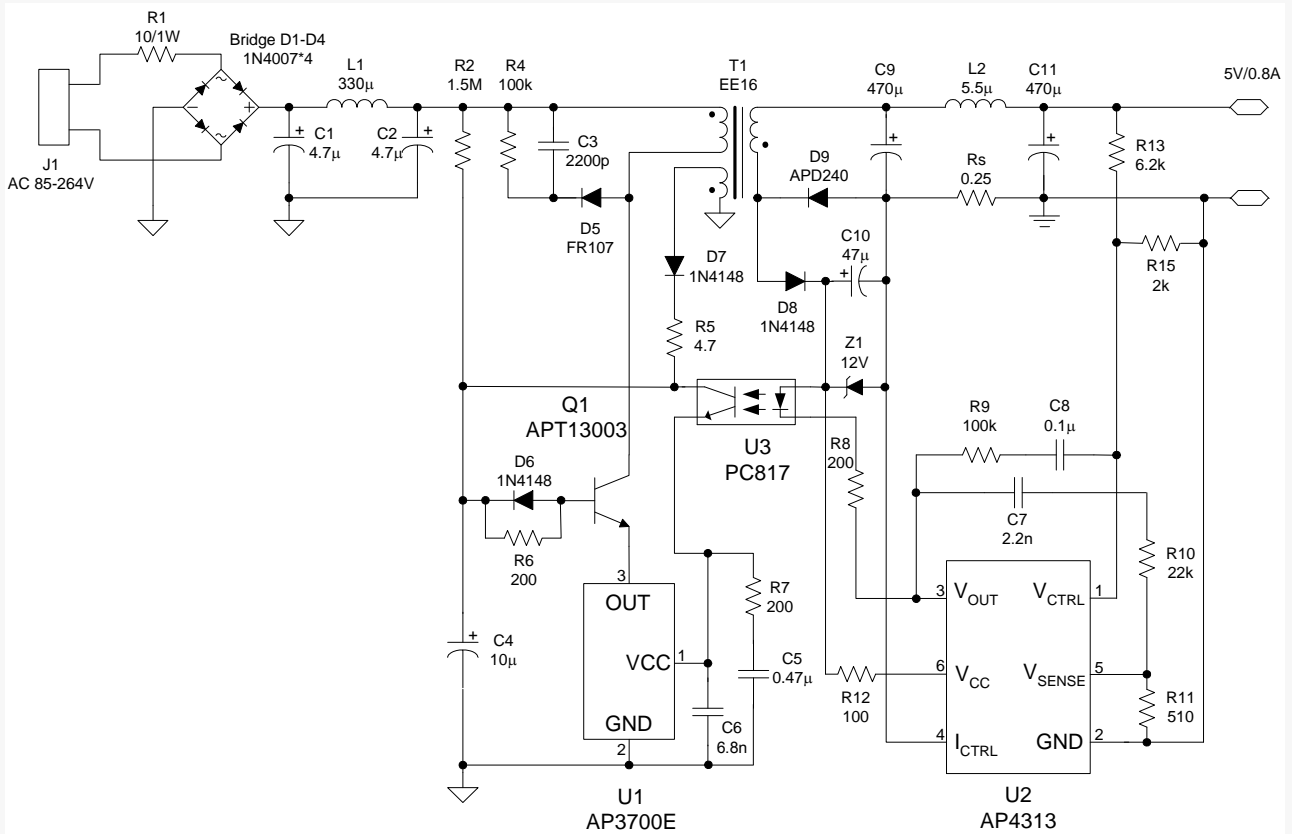 R1
10/1W
Bridge D1-D4
1N4007*4
L1
330μ
R2
1.5M
R4
100k
T1
EE16
C9
470μ
L2
5.5μ
C11
470μ
5V/0.8A
J1
AC 85-264V
C1
4.7μ
C2
4.7μ
C3
2200p
D5
FR107
D9
APD240
Rs
0.25
R13
6.2k
D7
1N4148
C10
47μ
D8
1N4148
R15
2k
R5
4.7
Z1
12V
Q1
APT13003
U3
PC817
R8
200
R9
100k
C8
0.1μ
C7
2.2n
D6
1N4148
R6
200
R10
22k
3
OUT
VCC
1
GND
2
R7
200
C5
0.47μ
C4
10μ
C6
6.8n
R12
100
3
VOUT
VCTRL
1
6
VCC
VSENSE
5
4
ICTRL
GND
2
R11
510
U1
AP3700E
U2
AP4313
+
+
+
+
+
+
+
-
~
~